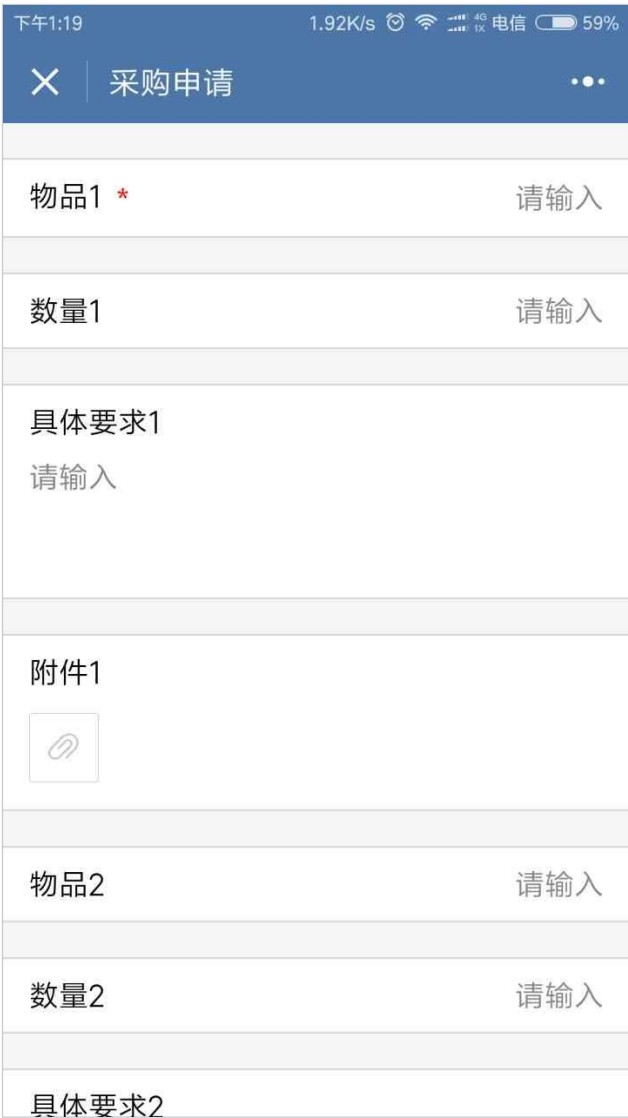 下午1:19 1.92K/s 4G 1X 电信 59%
采购申请
物品1 * 请输入
数量1 请输入
具体要求1
请输入
附件1
物品2 请输入
数量2 请输入
具体要求2